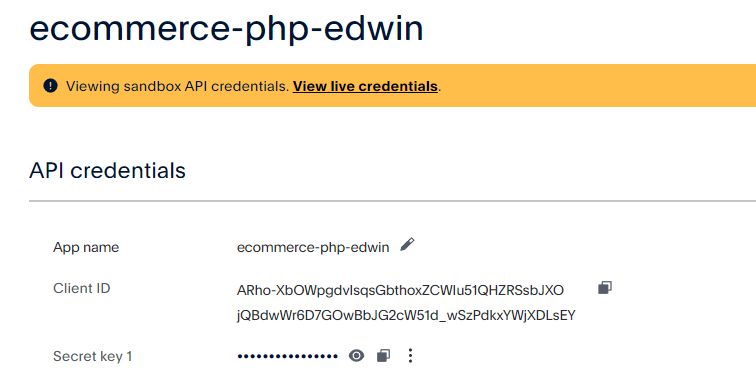 ecommerce-php-edwin
Viewing sandbox API credentials. View live credentials.
API credentials
App name ecommerce-php-edwin
Client ID ARho-XbOWpgdvIsqsGbthoxZCWIu51QHZRSsbJXO
jQBdwWr6D7GOwBbJG2cW51d_wSzPdkxYWjXDLsEY
Secret key 1 ••••••••••••••••